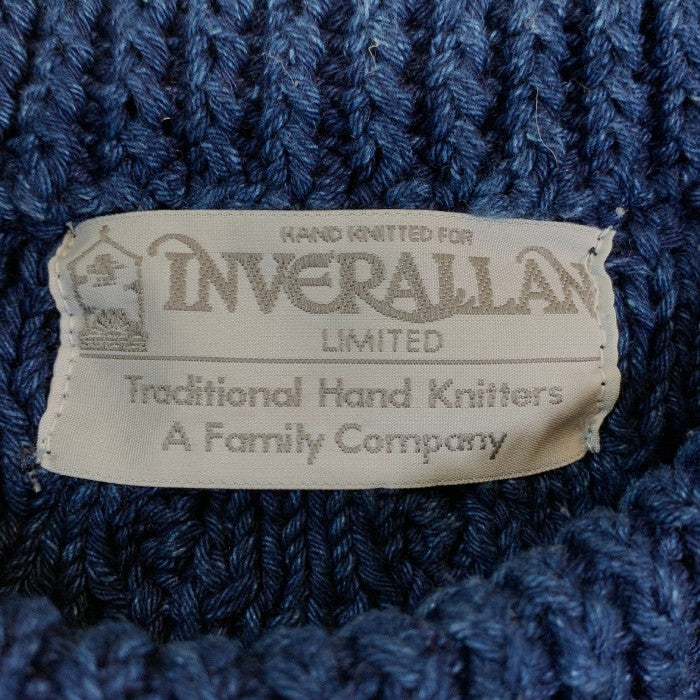 HAND KNITTED FOR
INVERALLAN
LIMITED
Traditional Hand Knitters
A Family Company